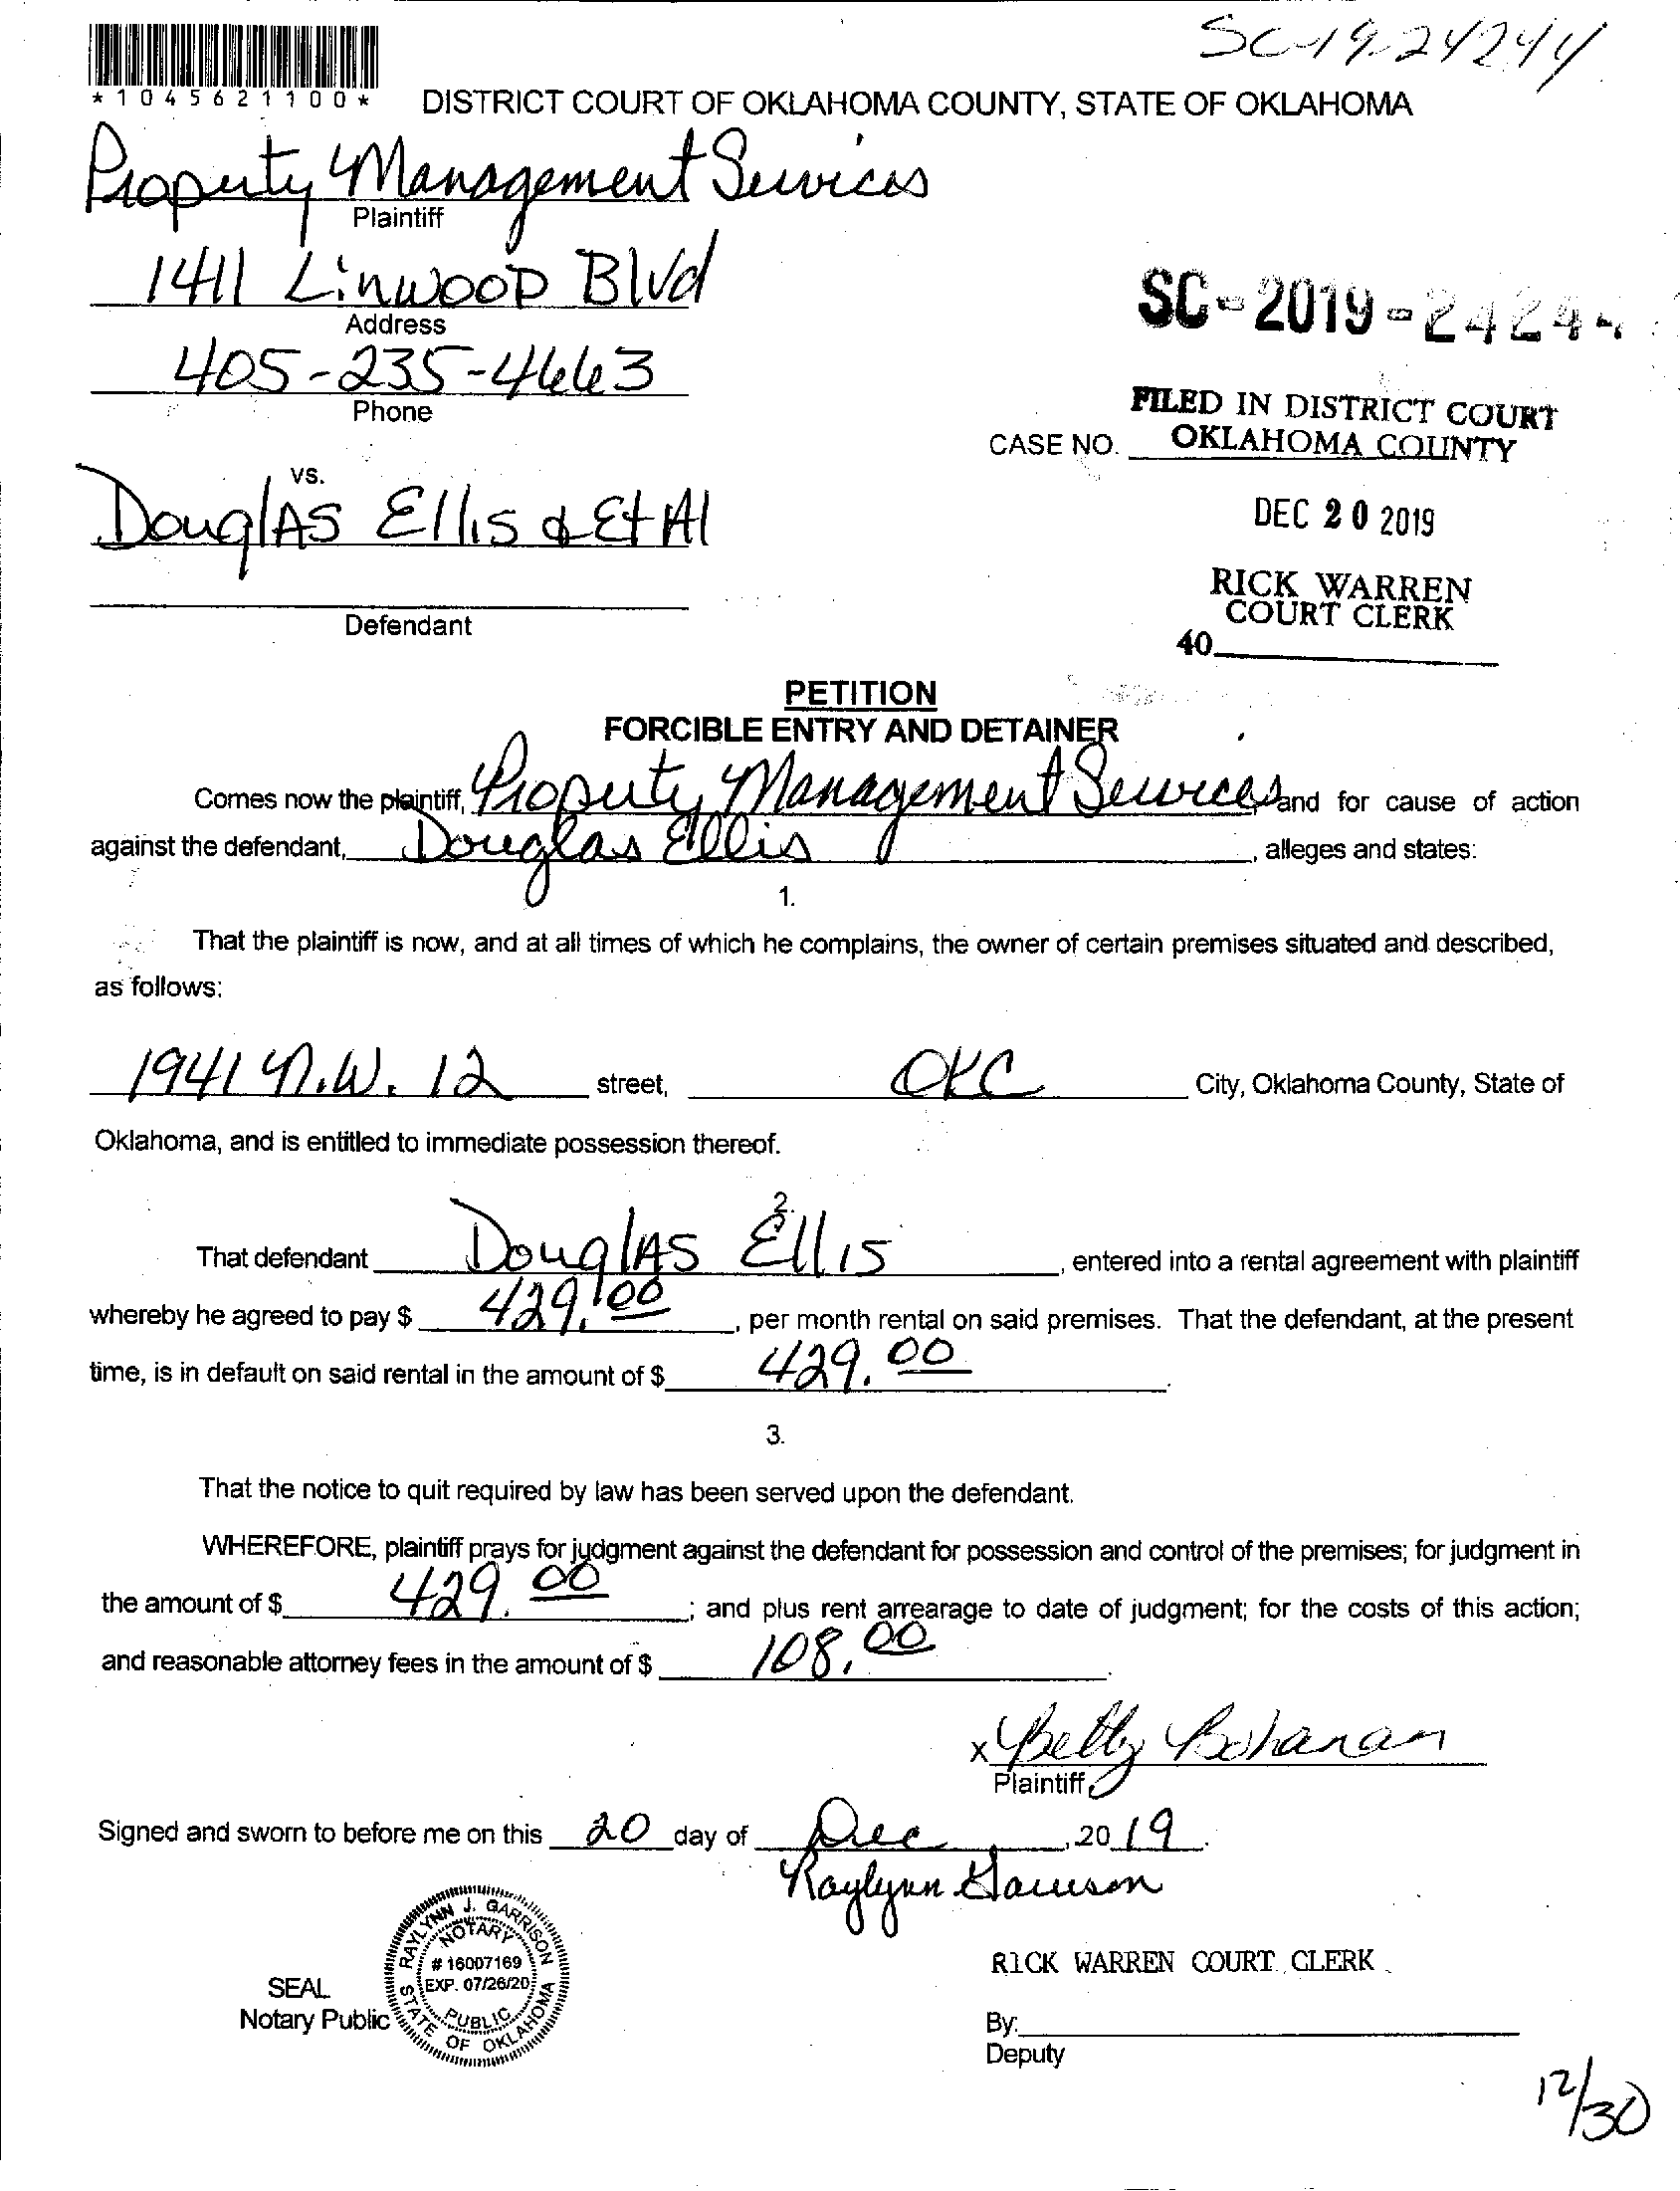 SC-19-24244
*1045621100*
DISTRICT COURT OF OKLAHOMA COUNTY, STATE OF OKLAHOMA
Property Management Services
Plaintiff
1411 Linwood Blvd
Address
SC-2019-24244
405-235-4663
Phone
FILED IN DISTRICT COURT
CASE NO. OKLAHOMA COUNTY
vs.
Douglas Ellis & Et Al
DEC 20 2019
RICK WARREN
COURT CLERK
Defendant
40
PETITION
FORCIBLE ENTRY AND DETAINER
Comes now the plaintiff, Property Management Services and for cause of action
against the defendant, Douglas Ellis, alleges and states:
1.
That the plaintiff is now, and at all times of which he complains, the owner of certain premises situated and described,
as follows:
1941 N.W. 12 street, OKC City, Oklahoma County, State of
Oklahoma, and is entitled to immediate possession thereof.
2.
That defendant Douglas Ellis, entered into a rental agreement with plaintiff
whereby he agreed to pay $ 429.00, per month rental on said premises. That the defendant, at the present
time, is in default on said rental in the amount of $ 429.00.
3.
That the notice to quit required by law has been served upon the defendant.
WHEREFORE, plaintiff prays for judgment against the defendant for possession and control of the premises; for judgment in
the amount of $ 429.00; and plus rent arrearage to date of judgment; for the costs of this action;
and reasonable attorney fees in the amount of $ 108.00.
x Betty Bohanan
Plaintiff
Signed and sworn to before me on this 20 day of Dec, 20 19.
Raylynn Garrison
RAYLYNN J. GARRISON
NOTARY
# 16007169
EXP. 07/26/20
PUBLIC
STATE OF OKLAHOMA
SEAL
Notary Public
RICK WARREN COURT CLERK
By:
Deputy
12/30